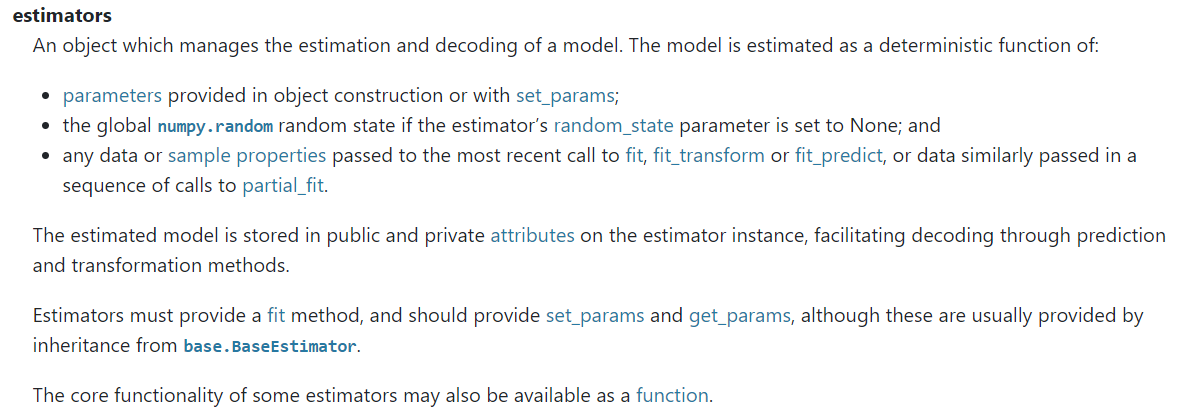 estimators
An object which manages the estimation and decoding of a model. The model is estimated as a deterministic function of:
• parameters provided in object construction or with set_params;
• the global numpy.random random state if the estimator’s random_state parameter is set to None; and
• any data or sample properties passed to the most recent call to fit, fit_transform or fit_predict, or data similarly passed in a
sequence of calls to partial_fit.
The estimated model is stored in public and private attributes on the estimator instance, facilitating decoding through prediction
and transformation methods.
Estimators must provide a fit method, and should provide set_params and get_params, although these are usually provided by
inheritance from base.BaseEstimator.
The core functionality of some estimators may also be available as a function.